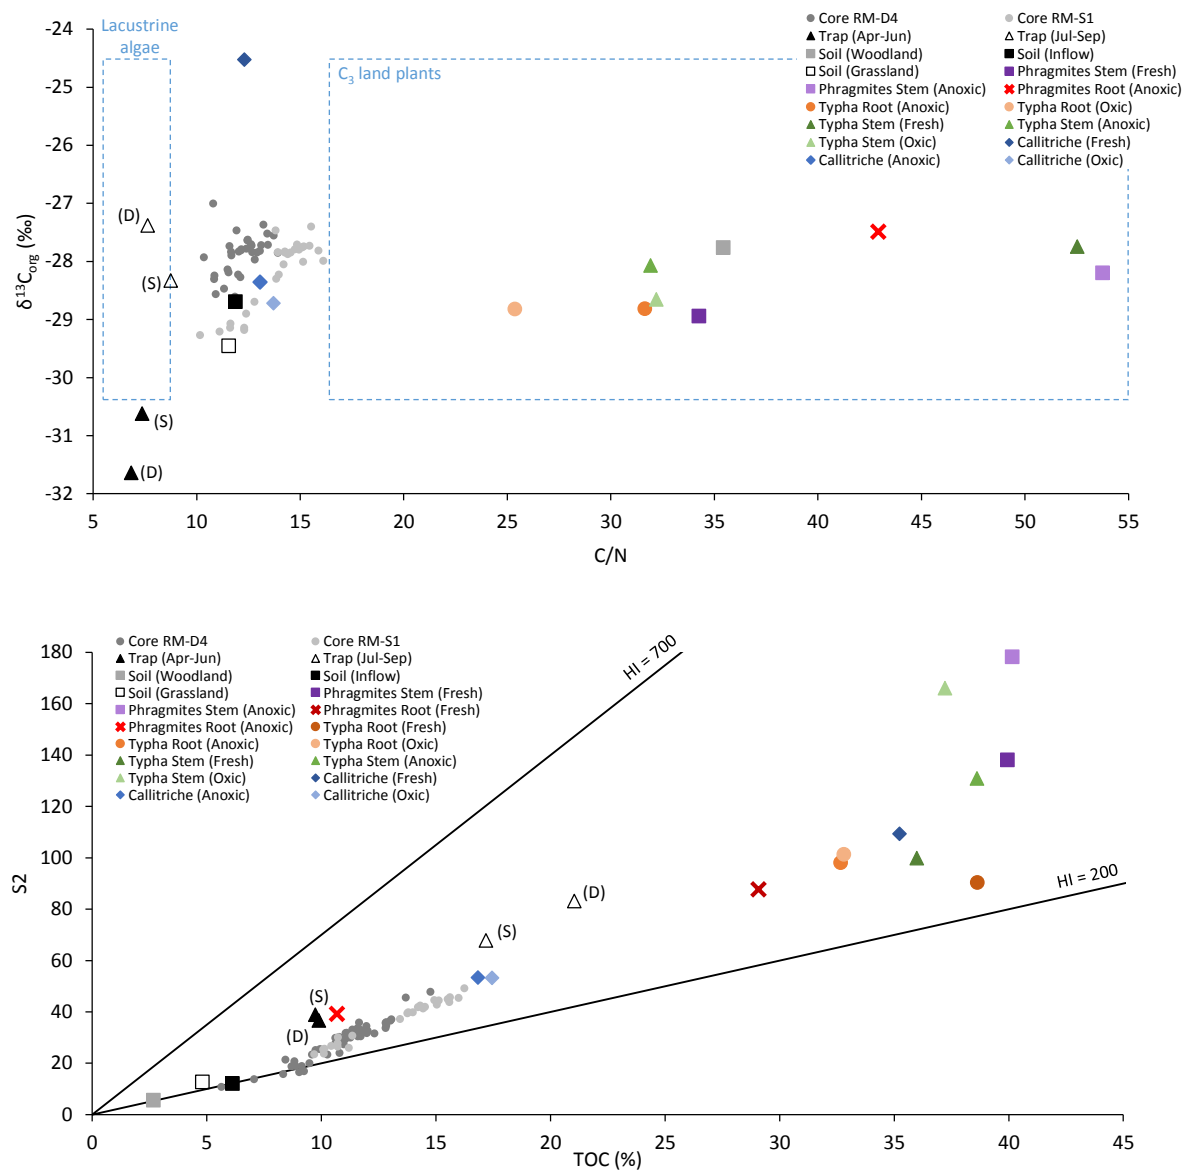 Lacustrine
algae
C3 land plants
Core RM-D4
Core RM-S1
Trap (Apr-Jun)
Trap (Jul-Sep)
Soil (Woodland)
Soil (Inflow)
Soil (Grassland)
Phragmites Stem (Fresh)
Phragmites Stem (Anoxic)
Phragmites Root (Anoxic)
Typha Root (Anoxic)
Typha Root (Oxic)
Typha Stem (Fresh)
Typha Stem (Anoxic)
Typha Stem (Oxic)
Callitriche (Fresh)
Callitriche (Anoxic)
Callitriche (Oxic)
-24
-25
-26
-27
-28
-29
-30
-31
-32
δ13Corg (‰)
(D)
(S)
(S)
(D)
5 10 15 20 25 30 35 40 45 50 55
C/N
Core RM-D4
Core RM-S1
Trap (Apr-Jun)
Trap (Jul-Sep)
Soil (Woodland)
Soil (Inflow)
Soil (Grassland)
Phragmites Stem (Fresh)
Phragmites Stem (Anoxic)
Phragmites Root (Fresh)
Phragmites Root (Anoxic)
Typha Root (Fresh)
Typha Root (Anoxic)
Typha Root (Oxic)
Typha Stem (Fresh)
Typha Stem (Anoxic)
Typha Stem (Oxic)
Callitriche (Fresh)
Callitriche (Anoxic)
Callitriche (Oxic)
HI = 700
HI = 200
180
160
140
120
100
80
60
40
20
0
S2
(D)
(S)
(S)
(D)
0 5 10 15 20 25 30 35 40 45
TOC (%)